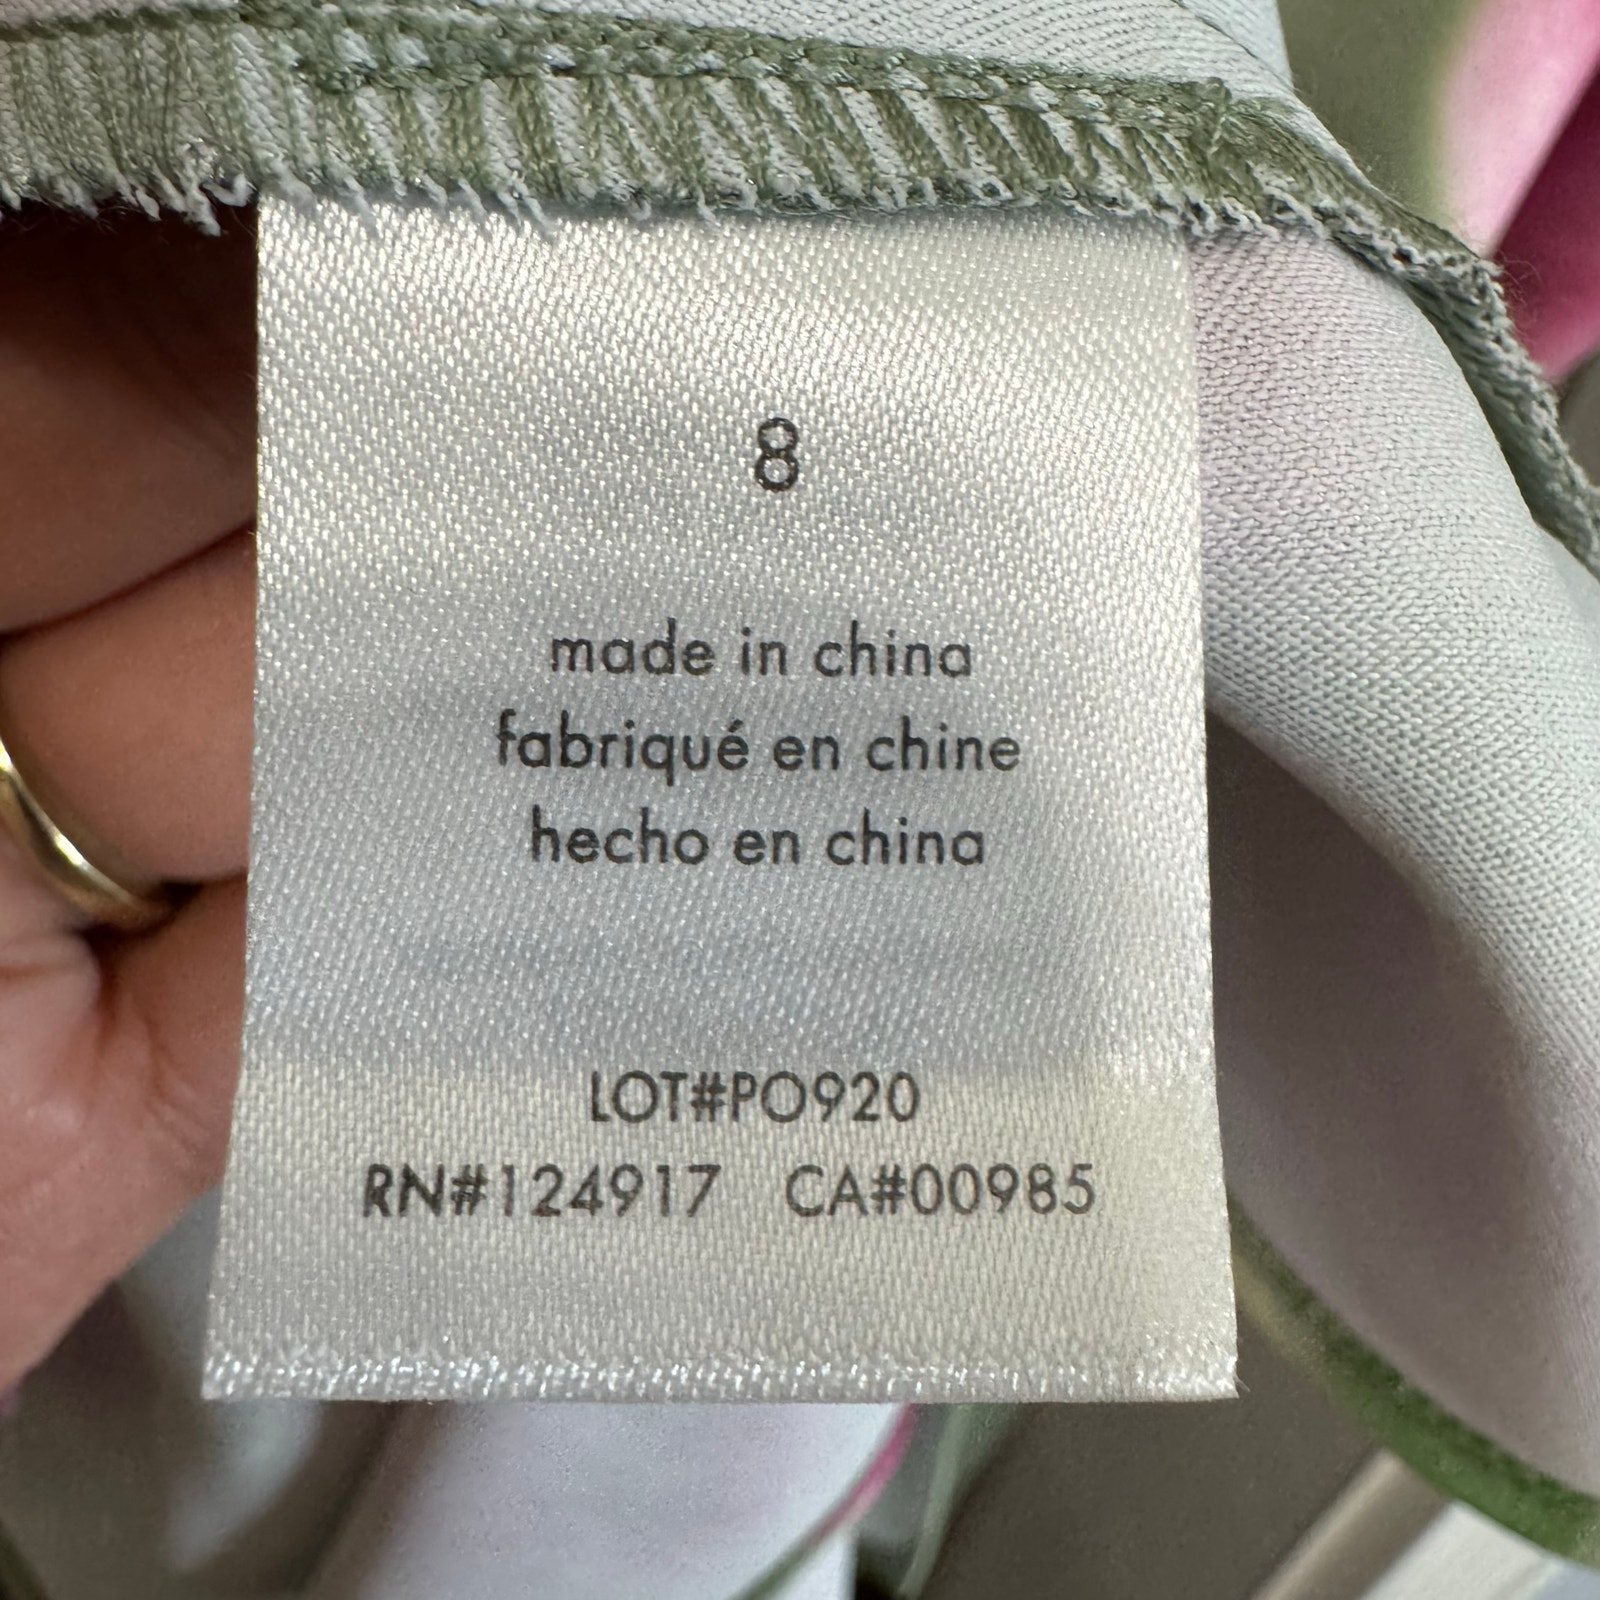 8
made in china
fabriqué en chine
hecho en china
LOT#PO920
RN#124917 CA#00985